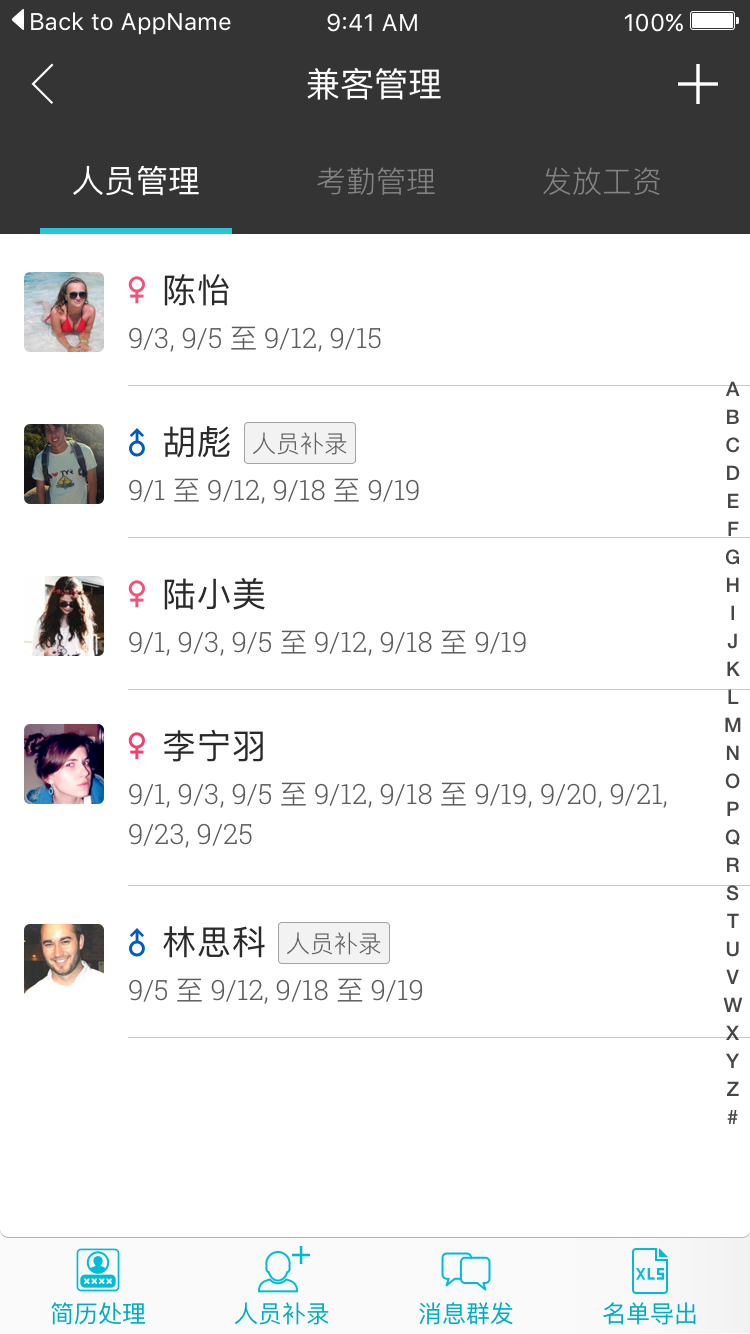 Back to AppName 9:41 AM 100%
兼客管理
人员管理 考勤管理 发放工资
陈怡
9/3, 9/5 至 9/12, 9/15
胡彪 人员补录
9/1 至 9/12, 9/18 至 9/19
陆小美
9/1, 9/3, 9/5 至 9/12, 9/18 至 9/19
李宁羽
9/1, 9/3, 9/5 至 9/12, 9/18 至 9/19, 9/20, 9/21,
9/23, 9/25
林思科 人员补录
9/5 至 9/12, 9/18 至 9/19
A
B
C
D
E
F
G
H
I
J
K
L
M
N
O
P
Q
R
S
T
U
V
W
X
Y
Z
#
XLS
简历处理 人员补录 消息群发 名单导出